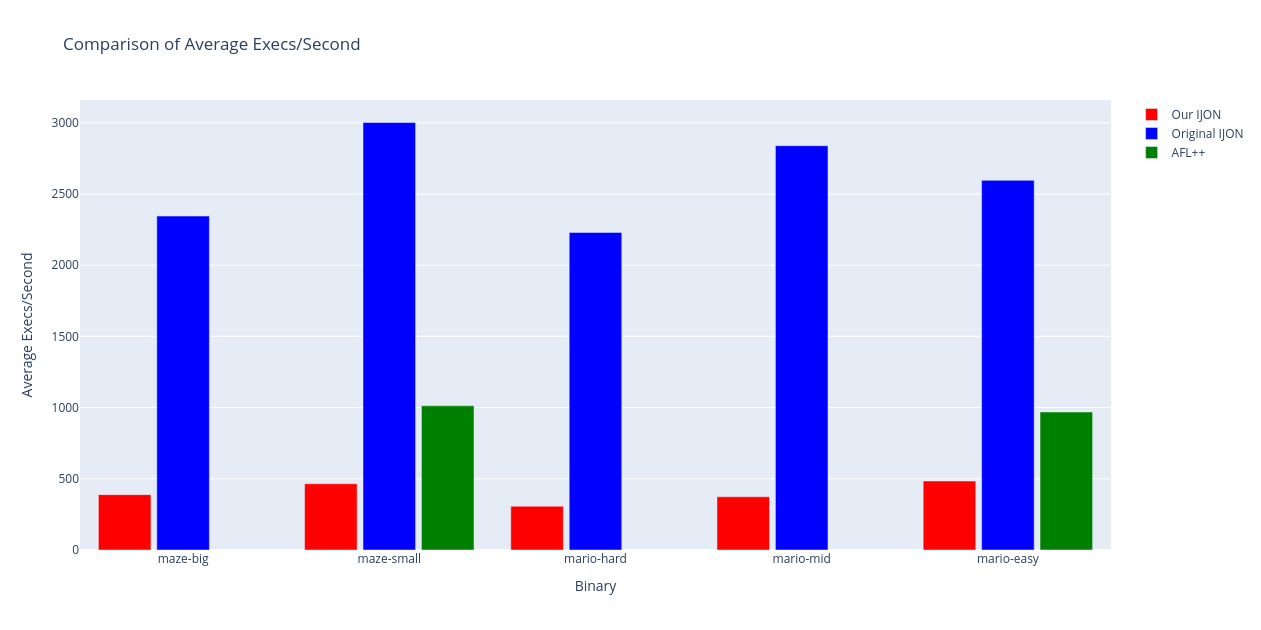 Comparison of Average Execs/Second
Our IJON
Original IJON
AFL++
Average Execs/Second
3000
2500
2000
1500
1000
500
0
maze-big
maze-small
mario-hard
mario-mid
mario-easy
Binary